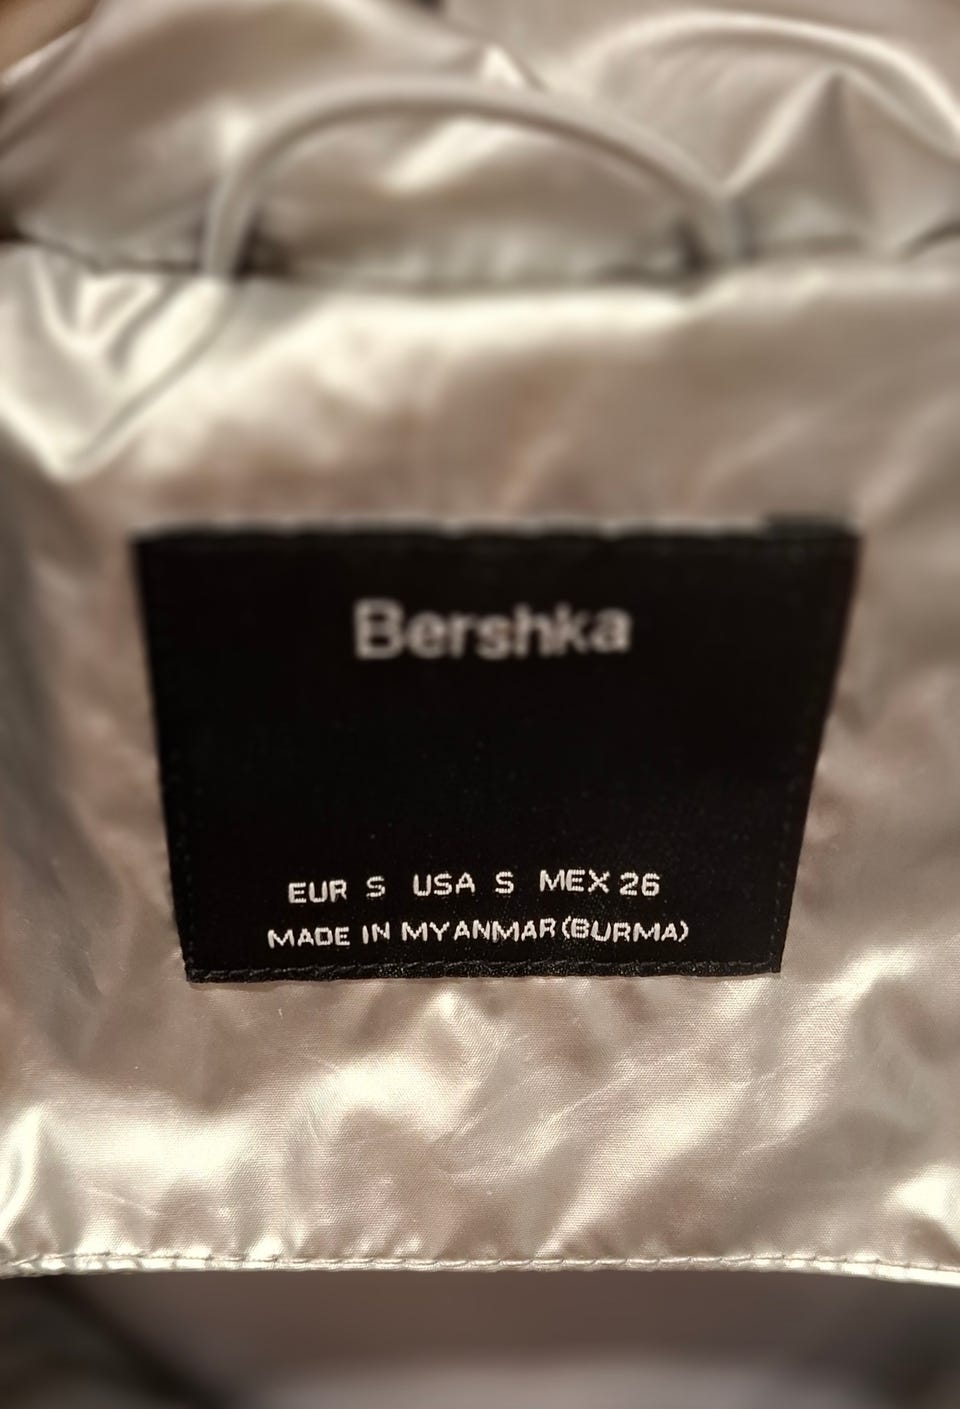 Bershka
EUR S USA S MEX 26
MADE IN MYANMAR (BURMA)